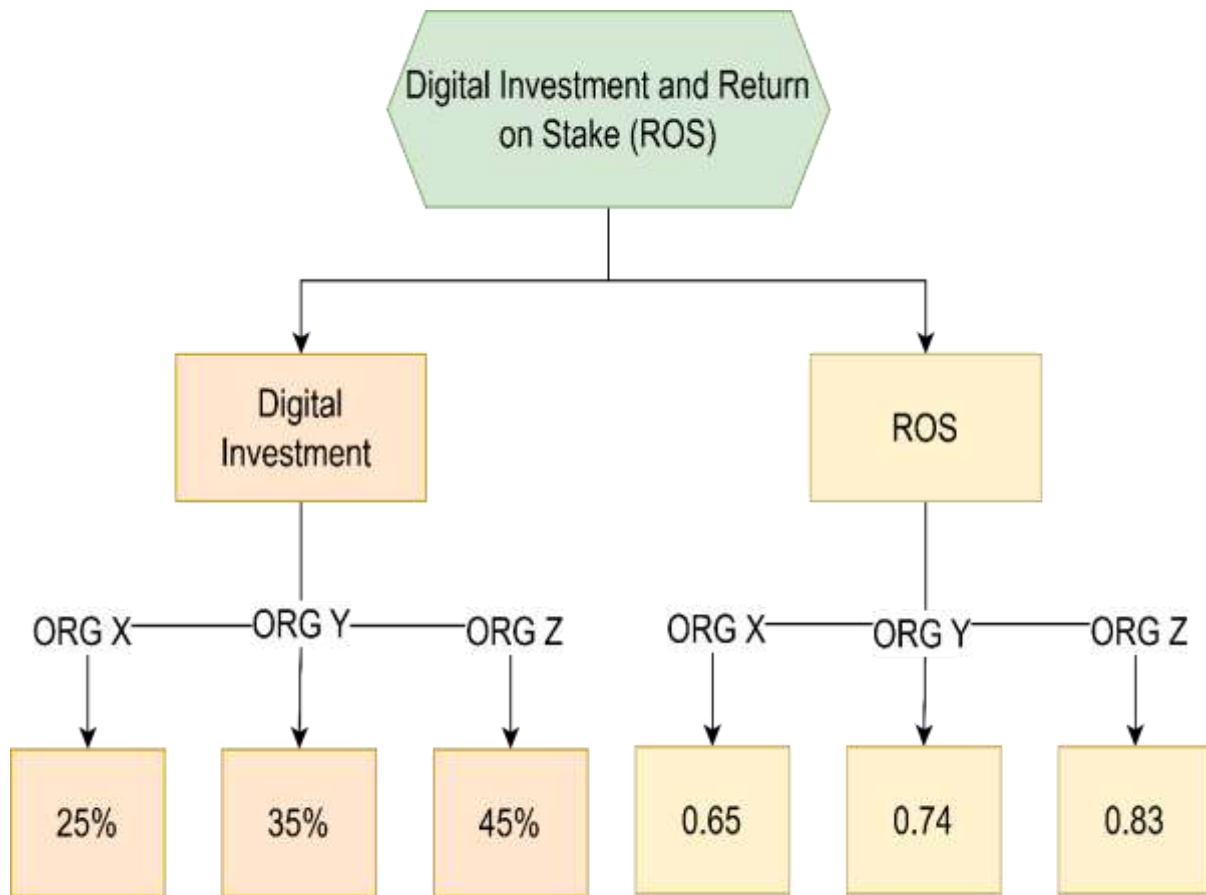 Digital Investment and Return
on Stake (ROS)
Digital
Investment
ROS
ORG X
ORG Y
ORG Z
ORG X
ORG Y
ORG Z
25%
35%
45%
0.65
0.74
0.83